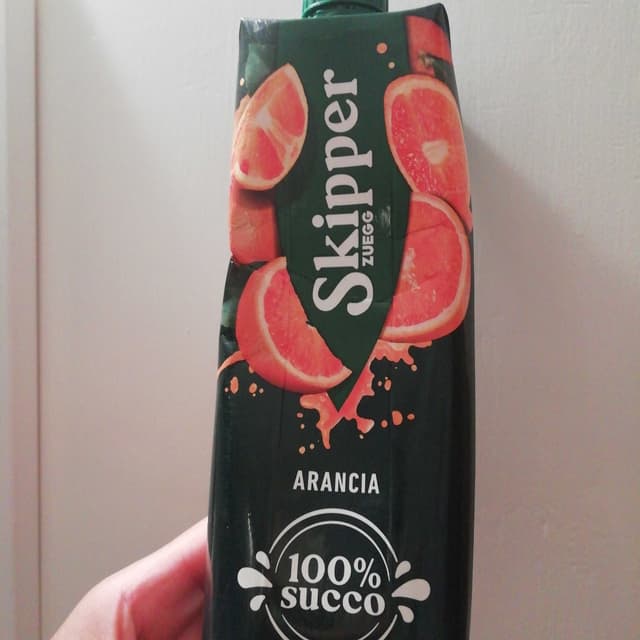 Skipper
ZUEGG
ARANCIA
100%
succo